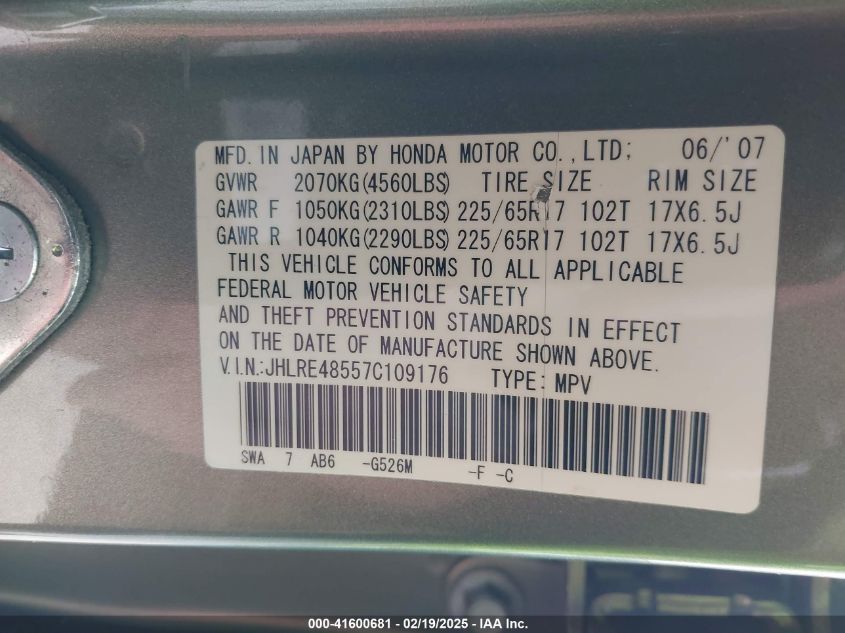 MFD. IN JAPAN BY HONDA MOTOR CO., LTD; 06/'07
GVWR 2070KG(4560LBS) TIRE SIZE RIM SIZE
GAWR F 1050KG(2310LBS) 225/65R17 102T 17X6.5J
GAWR R 1040KG(2290LBS) 225/65R17 102T 17X6.5J
THIS VEHICLE CONFORMS TO ALL APPLICABLE
FEDERAL MOTOR VEHICLE SAFETY
AND THEFT PREVENTION STANDARDS IN EFFECT
ON THE DATE OF MANUFACTURE SHOWN ABOVE.
V.I.N.:JHLRE48557C109176 TYPE: MPV
SWA 7 AB6 -G526M -F -C
000-41600681 - 02/19/2025 - IAAI - IAAI, Inc.